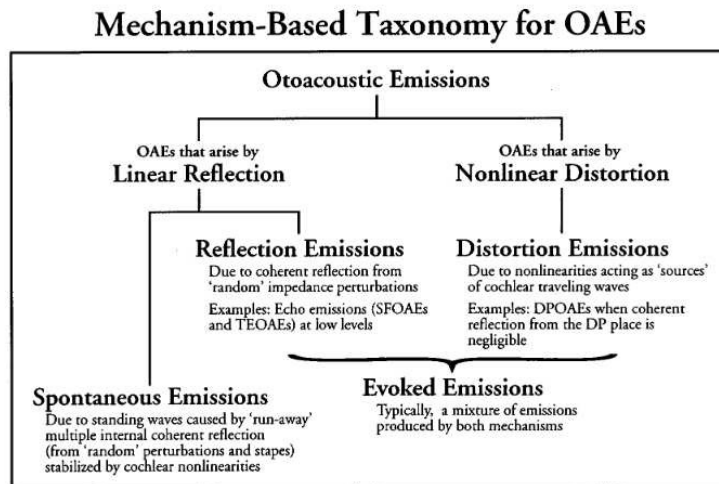 Mechanism-Based Taxonomy for OAEs
Otoacoustic Emissions
OAEs that arise by
Linear Reflection
OAEs that arise by
Nonlinear Distortion
Reflection Emissions
Due to coherent reflection from
'random' impedance perturbations
Examples: Echo emissions (SFOAEs
and TEOAEs) at low levels
Distortion Emissions
Due to nonlinearities acting as 'sources'
of cochlear traveling waves
Examples: DPOAEs when coherent
reflection from the DP place is
negligible
Spontaneous Emissions
Due to standing waves caused by 'run-away'
multiple internal coherent reflection
(from 'random' perturbations and stapes)
stabilized by cochlear nonlinearities
Evoked Emissions
Typically, a mixture of emissions
produced by both mechanisms